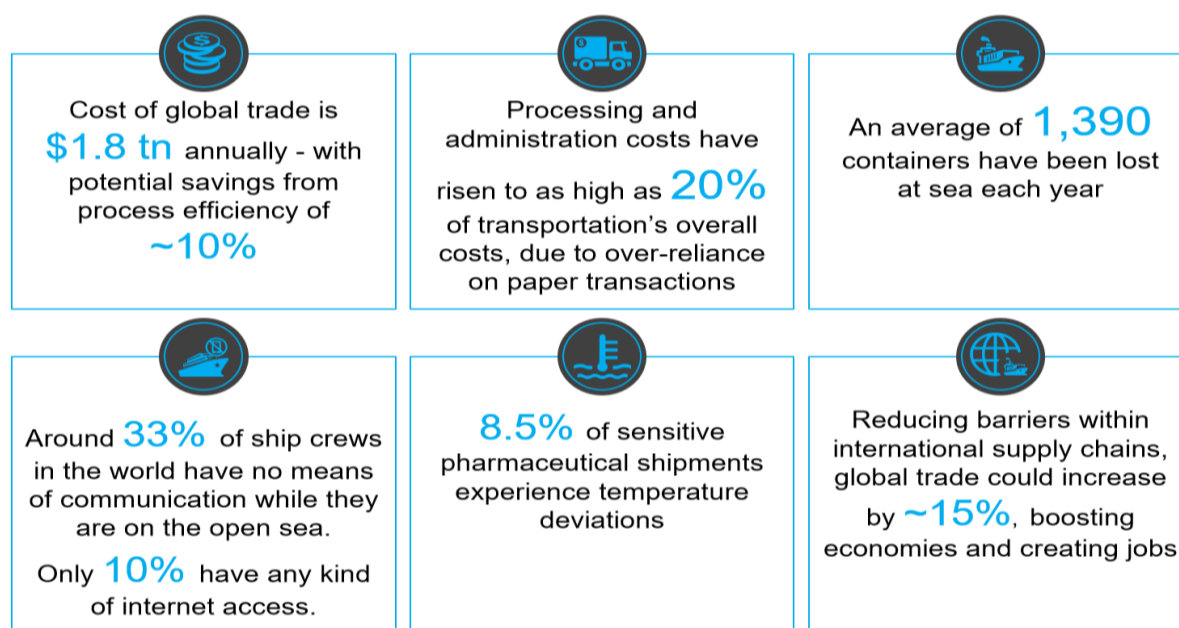 Cost of global trade is
$1.8 tn annually - with
potential savings from
process efficiency of
~10%
Processing and
administration costs have
risen to as high as 20%
of transportation's overall
costs, due to over-reliance
on paper transactions
An average of 1,390
containers have been lost
at sea each year
Around 33% of ship crews
in the world have no means
of communication while they
are on the open sea.
Only 10% have any kind
of internet access.
8.5% of sensitive
pharmaceutical shipments
experience temperature
deviations
Reducing barriers within
international supply chains,
global trade could increase
by ~15%, boosting
economies and creating jobs